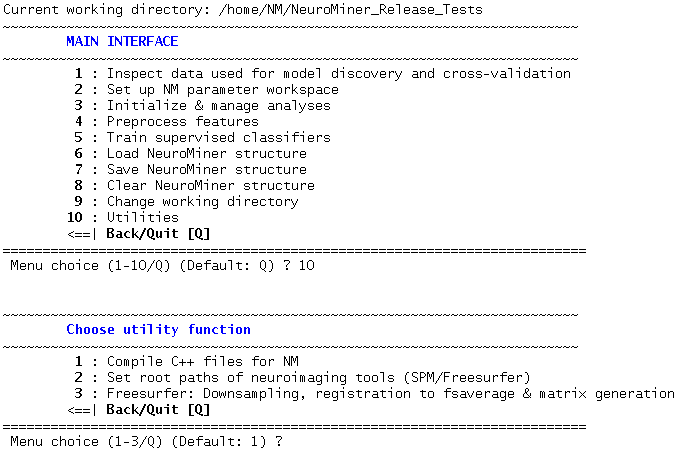 Current working directory: /home/NM/NeuroMiner_Release_Tests
~~~~~~~~~~~~~~~~~~~~~~~~~~~~~~~~~~~~~~~~~~~~~~~~~~~~~~~~~~~~~~~~~~~~~~~~
MAIN INTERFACE
~~~~~~~~~~~~~~~~~~~~~~~~~~~~~~~~~~~~~~~~~~~~~~~~~~~~~~~~~~~~~~~~~~~~~~~~
1 : Inspect data used for model discovery and cross-validation
2 : Set up NM parameter workspace
3 : Initialize & manage analyses
4 : Preprocess features
5 : Train supervised classifiers
6 : Load NeuroMiner structure
7 : Save NeuroMiner structure
8 : Clear NeuroMiner structure
9 : Change working directory
10 : Utilities
<==| Back/Quit [Q]
=========================================================================
Menu choice (1-10/Q) (Default: Q) ? 10
~~~~~~~~~~~~~~~~~~~~~~~~~~~~~~~~~~~~~~~~~~~~~~~~~~~~~~~~~~~~~~~~~~~~~~~~
Choose utility function
~~~~~~~~~~~~~~~~~~~~~~~~~~~~~~~~~~~~~~~~~~~~~~~~~~~~~~~~~~~~~~~~~~~~~~~~
1 : Compile C++ files for NM
2 : Set root paths of neuroimaging tools (SPM/Freesurfer)
3 : Freesurfer: Downsampling, registration to fsaverage & matrix generation
<==| Back/Quit [Q]
=========================================================================
Menu choice (1-3/Q) (Default: 1) ?